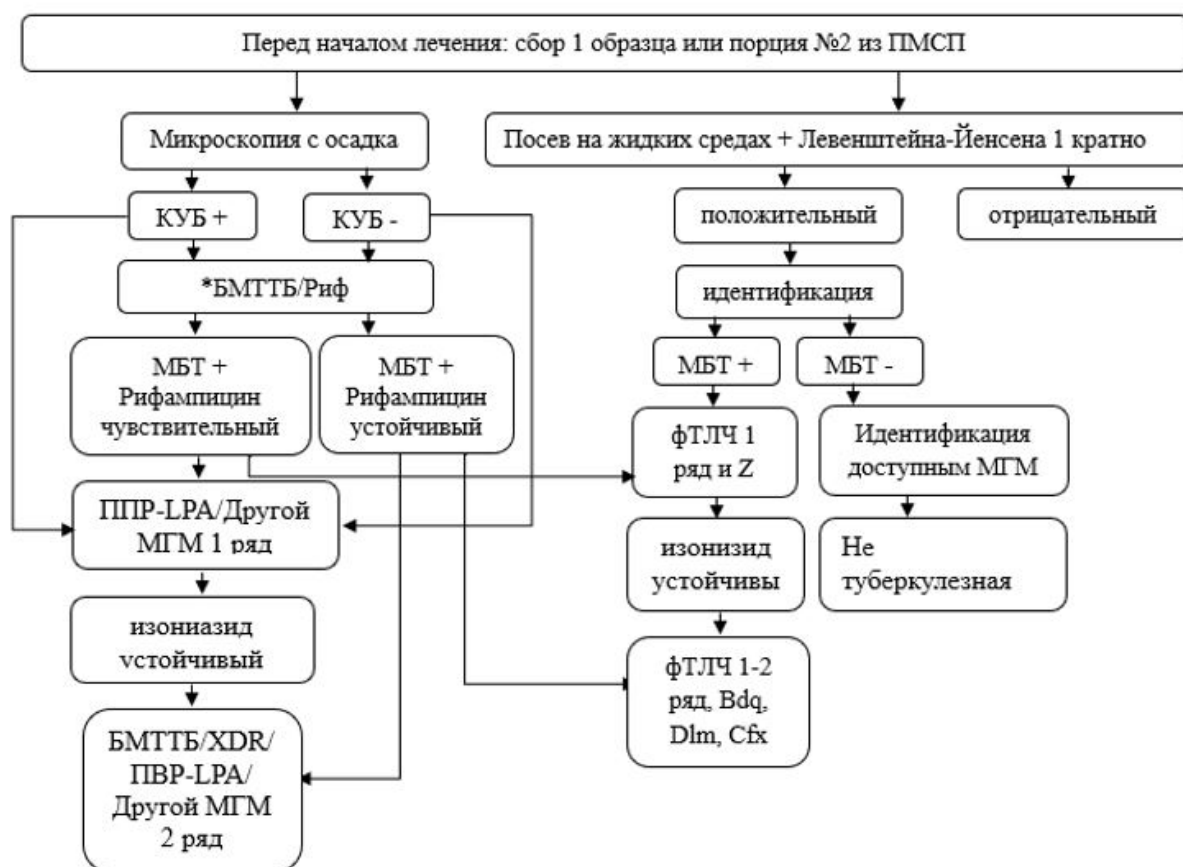 Перед началом лечения: сбор 1 образца или порция №2 из ПМСП
Микроскопия с осадка
Посев на жидких средах + Левенштейна-Йенсена 1 кратно
КУБ +
КУБ -
положительный
отрицательный
*БМТТБ/Риф
идентификация
МБТ +
Рифампицин
чувствительный
МБТ +
Рифампицин
устойчивый
МБТ +
МБТ -
фТЛЧ 1
ряд и Z
Идентификация
доступным МГМ
ППР-LPA/Другой
МГМ 1 ряд
изонизид
устойчивы
Не
туберкулезная
изониазид
устойчивый
фТЛЧ 1-2
ряд, Bdq,
Dlm, Cfx
БМТТБ/XDR/
ПВР-LPA/
Другой МГМ
2 ряд